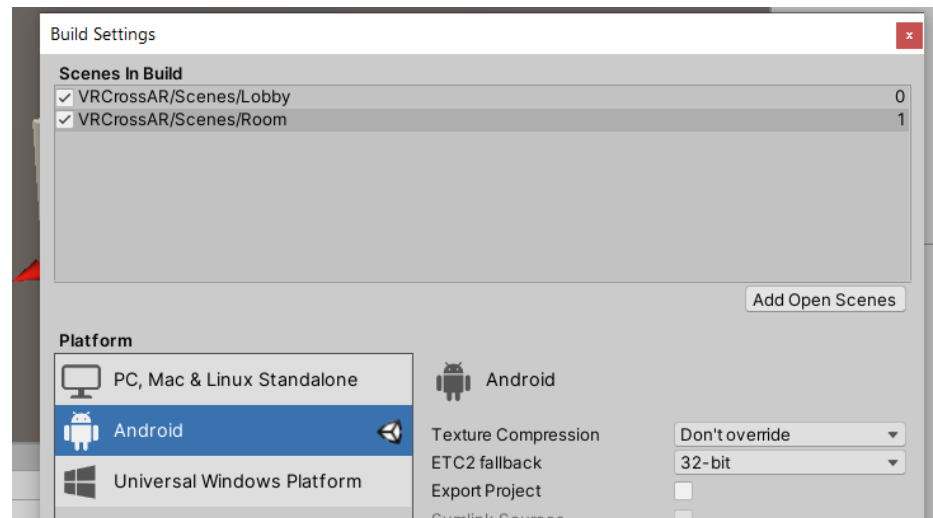 Build Settings
x
Scenes In Build
VRCrossAR/Scenes/Lobby 0
VRCrossAR/Scenes/Room 1
Add Open Scenes
Platform
PC, Mac & Linux Standalone
Android
Universal Windows Platform
Android
Texture Compression Don't override
ETC2 fallback 32-bit
Export Project